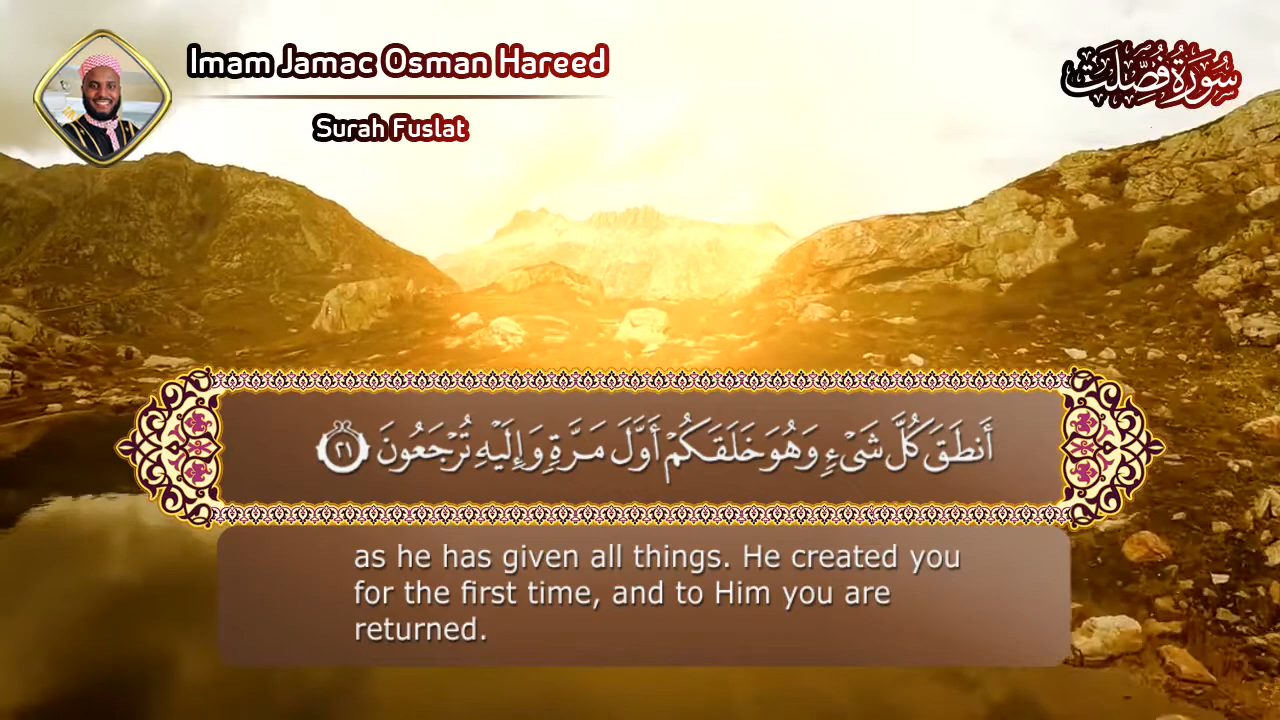 Imam Jamac Osman Hareed
Surah Fuslat
سُورَةُ فُصِّلَتْ
أَنطَقَ كُلَّ شَىْءٍ وَهُوَ خَلَقَكُمْ أَوَّلَ مَرَّةٍ وَإِلَيْهِ تُرْجَعُونَ ٢١
as he has given all things. He created you
for the first time, and to Him you are
returned.